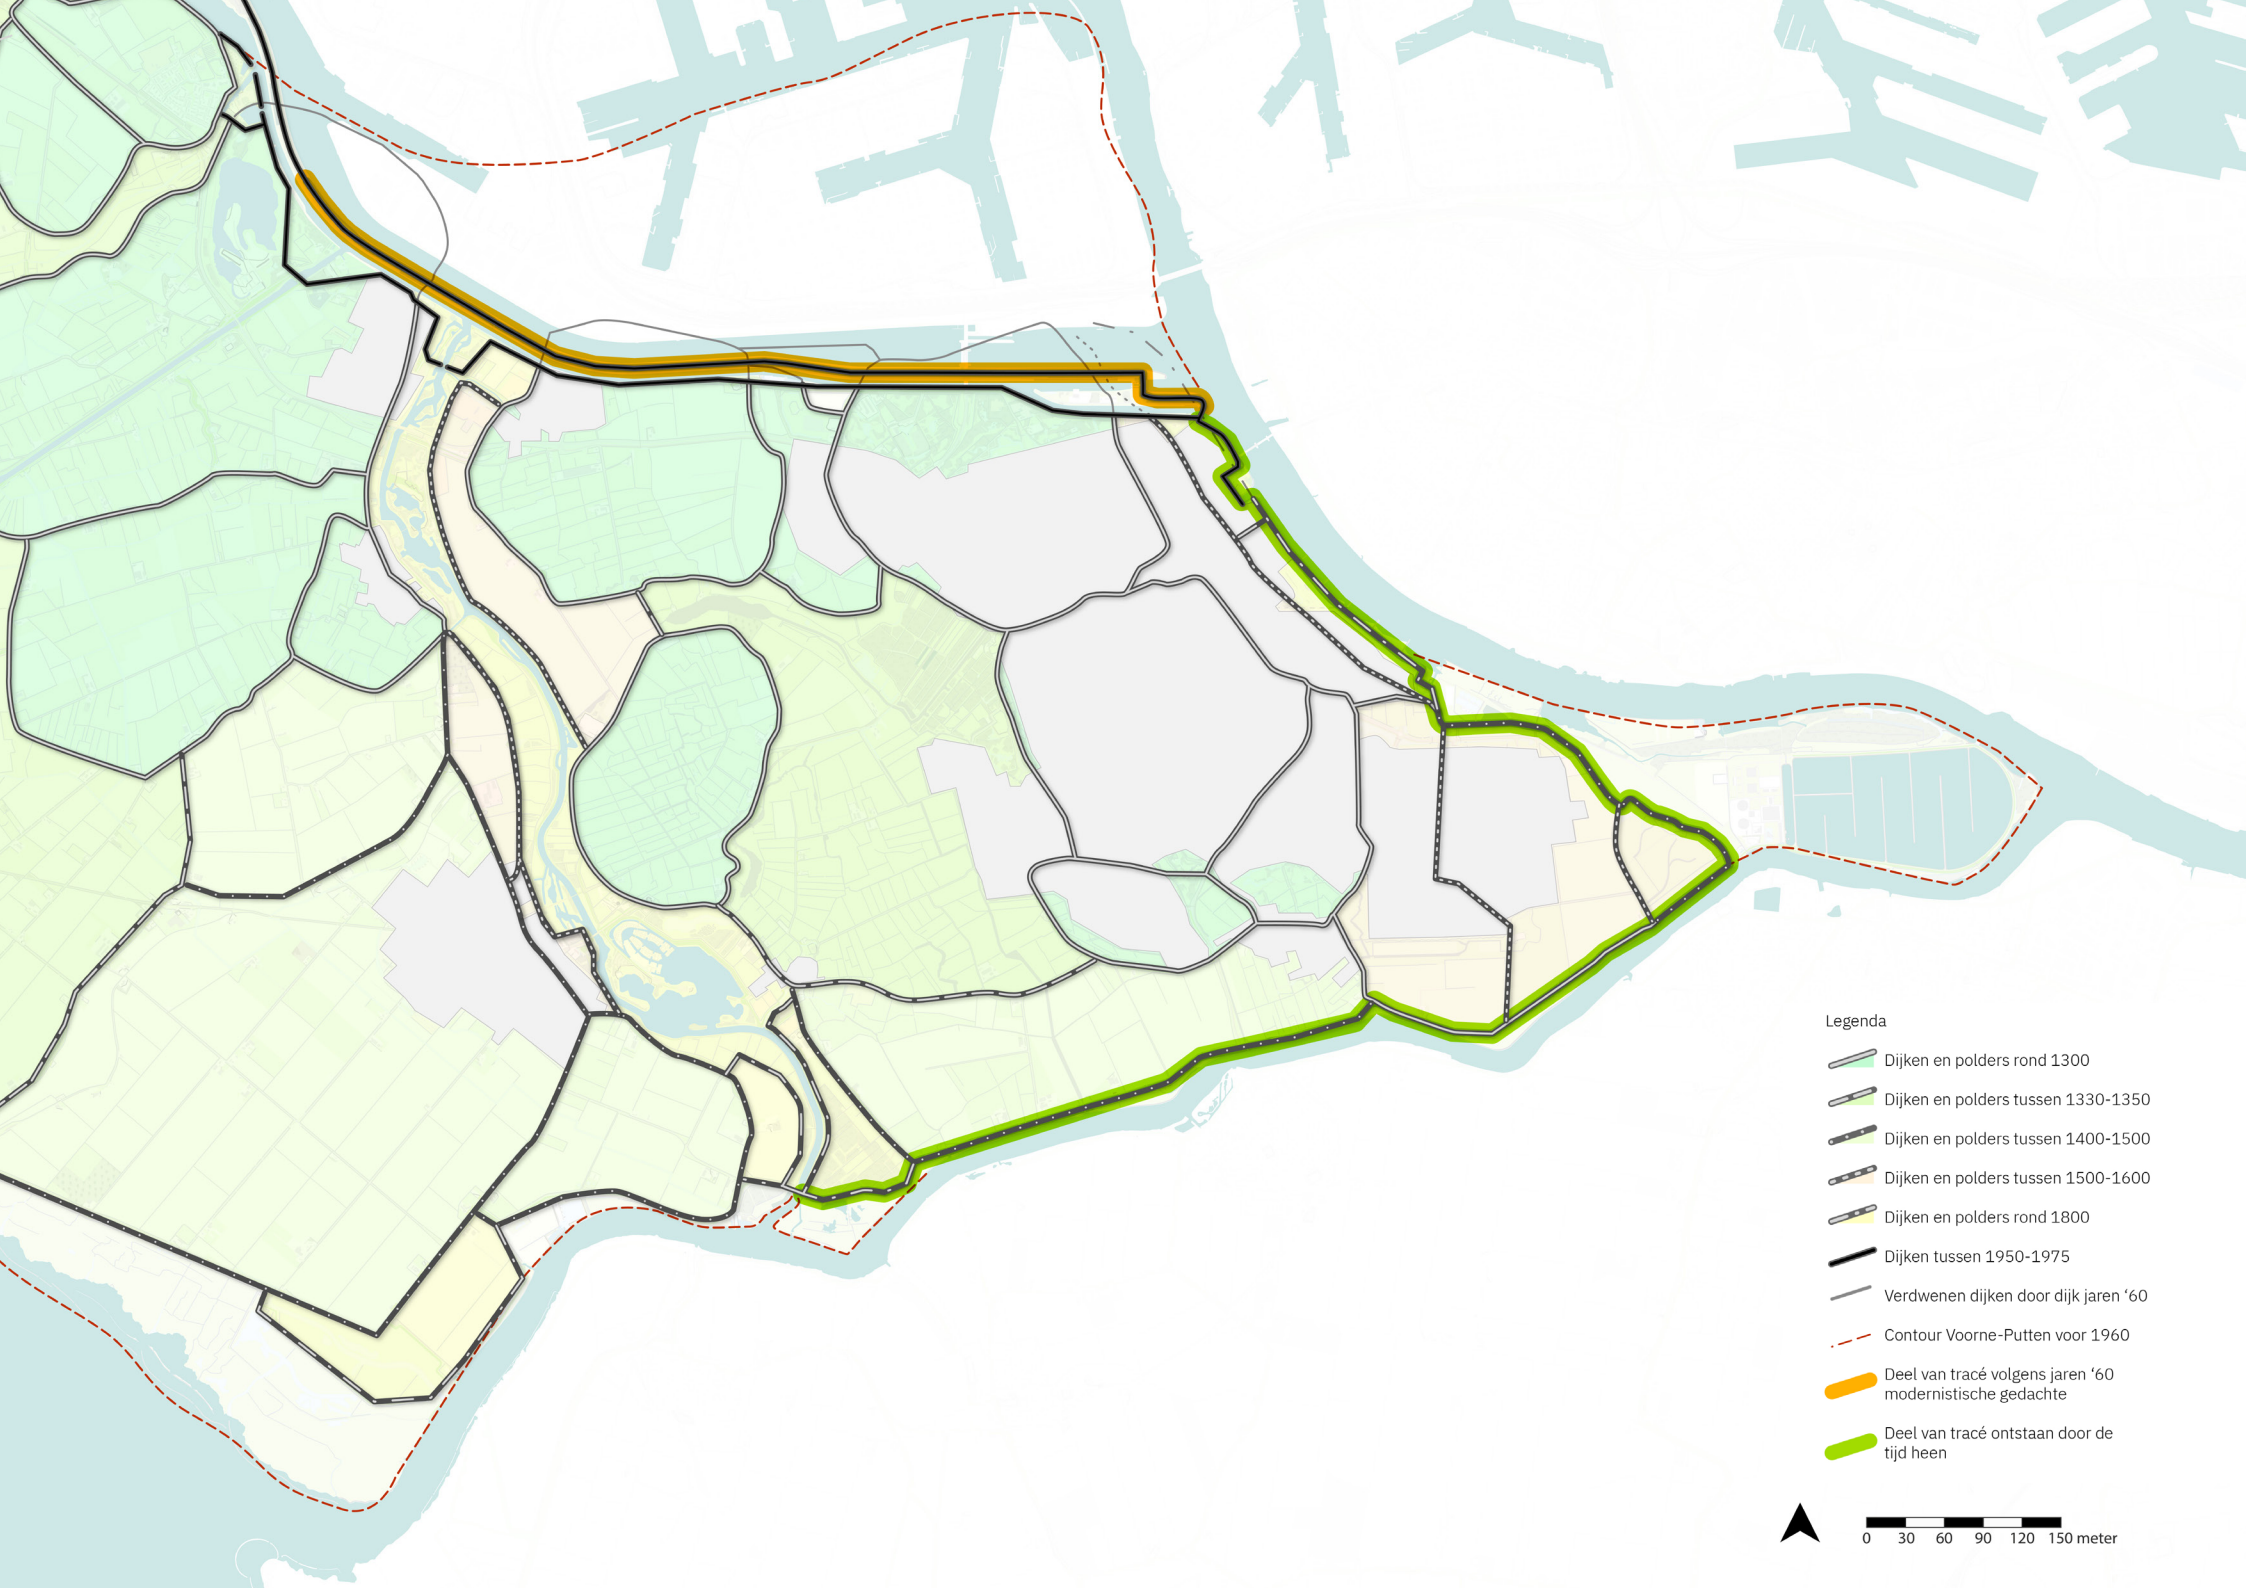 Legenda
Dijken en polders rond 1300
Dijken en polders tussen 1330-1350
Dijken en polders tussen 1400-1500
Dijken en polders tussen 1500-1600
Dijken en polders rond 1800
Dijken tussen 1950-1975
Verdwenen dijken door dijk jaren ‘60
Contour Voorne-Putten voor 1960
Deel van tracé volgens jaren ‘60
modernistische gedachte
Deel van tracé ontstaan door de
tijd heen
0 30 60 90 120 150 meter